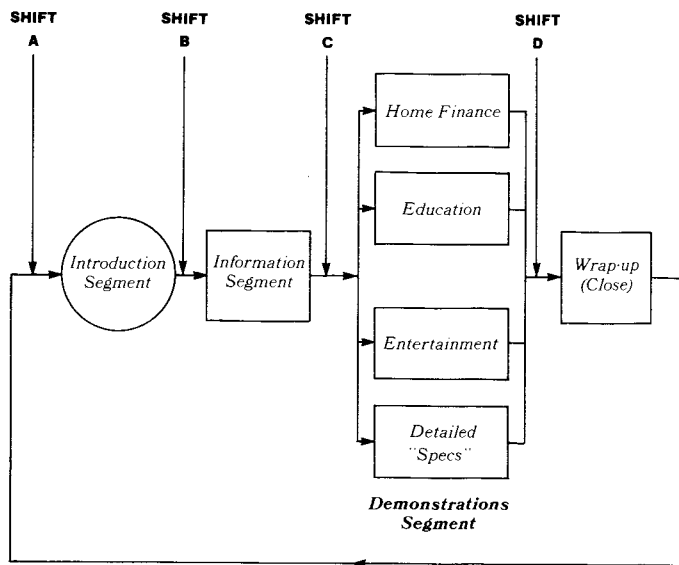 SHIFT
A
SHIFT
B
SHIFT
C
SHIFT
D
Introduction
Segment
Information
Segment
Home Finance
Education
Entertainment
Detailed
"Specs"
Demonstrations
Segment
Wrap-up
(Close)